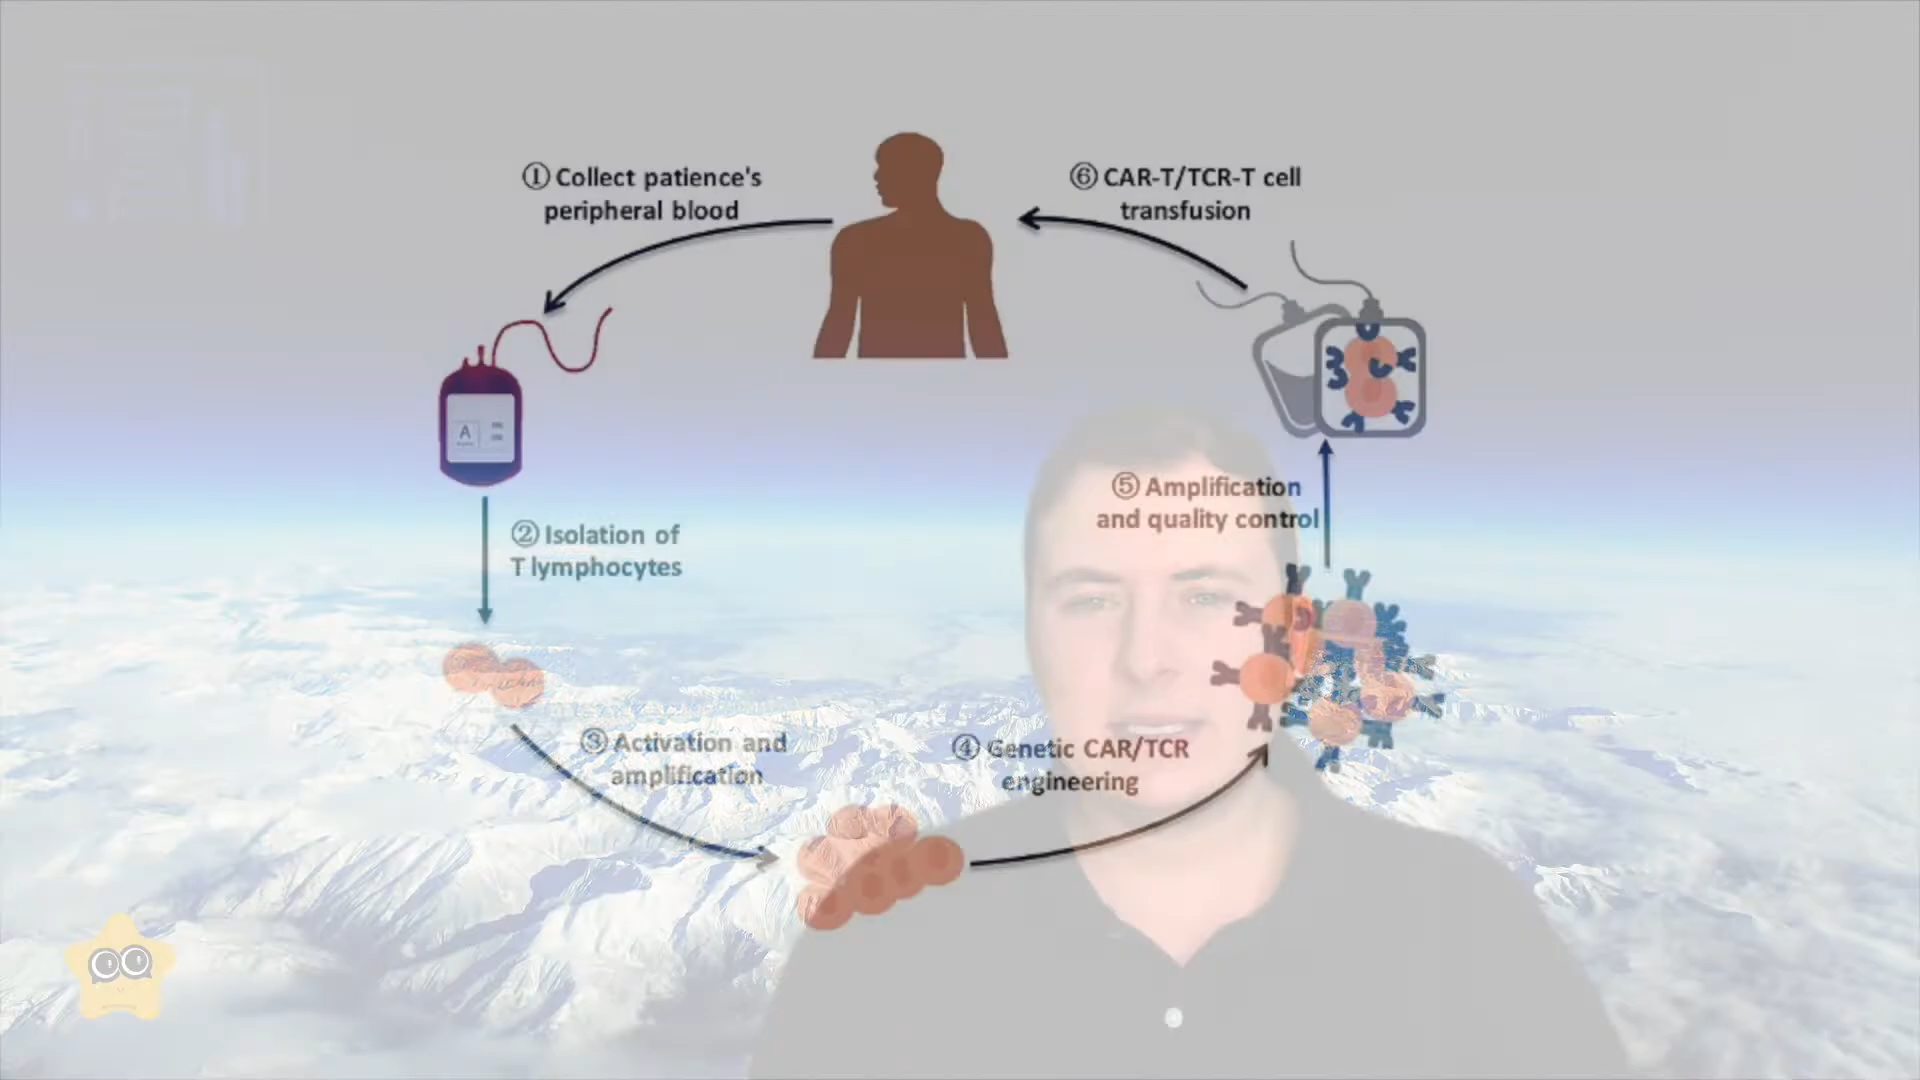 ① Collect patience's
peripheral blood
⑥ CAR-T/TCR-T cell
transfusion
A
② Isolation of
T lymphocytes
⑤ Amplification
and quality control
③ Activation and
amplification
④ Genetic CAR/TCR
engineering